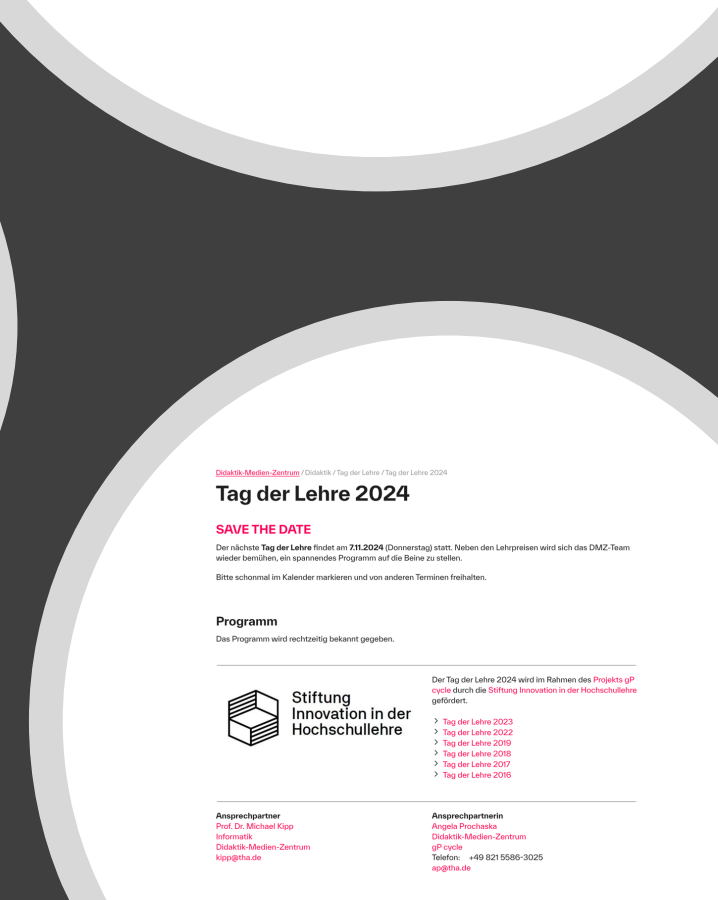 Didaktik-Medien-Zentrum / Didaktik / Tag der Lehre / Tag der Lehre 2024
Tag der Lehre 2024
SAVE THE DATE
Der nächste Tag der Lehre findet am 7.11.2024 (Donnerstag) statt. Neben den Lehrpreisen wird sich das DMZ-Team
wieder bemühen, ein spannendes Programm auf die Beine zu stellen.
Bitte schonmal im Kalender markieren und von anderen Terminen freihalten.
Programm
Das Programm wird rechtzeitig bekannt gegeben.
Stiftung
Innovation in der
Hochschullehre
Der Tag der Lehre 2024 wird im Rahmen des Projekts gP
cycle durch die Stiftung Innovation in der Hochschullehre
gefördert.
Tag der Lehre 2023
Tag der Lehre 2022
Tag der Lehre 2019
Tag der Lehre 2018
Tag der Lehre 2017
Tag der Lehre 2016
Ansprechpartner
Prof. Dr. Michael Kipp
Informatik
Didaktik-Medien-Zentrum
kipp@tha.de
Ansprechpartnerin
Angela Prochaska
Didaktik-Medien-Zentrum
gP cycle
Telefon: +49 821 5586-3025
ap@tha.de